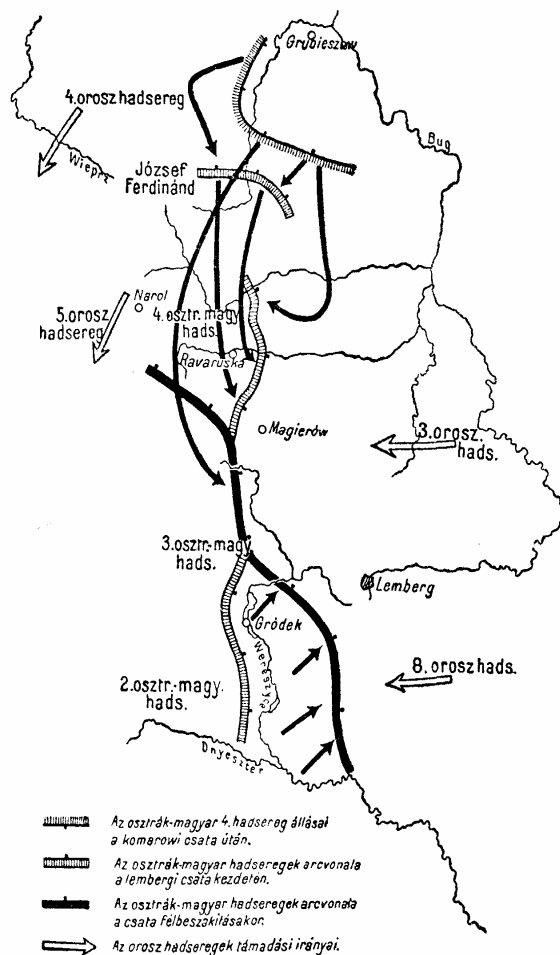 Grubieszow
4. orosz hadsereg
Bug
Wieprz
József
Ferdinánd
5. orosz
hadsereg
Narol
4. osztr. magy.
hads.
Ravaruska
Magierów
3. orosz.
hads.
3. osztr.-magy.
hads.
Lemberg
Gródek
Wereszyca
8. orosz hads.
2. osztr.-magy.
hads.
Dnyeszter
Az osztrák-magyar 4. hadsereg állásai
a komarowi csata után.
Az osztrák-magyar hadseregek arcvonala
a lembergi csata kezdetén.
Az osztrák-magyar hadseregek arcvonala
a csata félbeszakításakor.
Az orosz hadseregek támadási irányai.